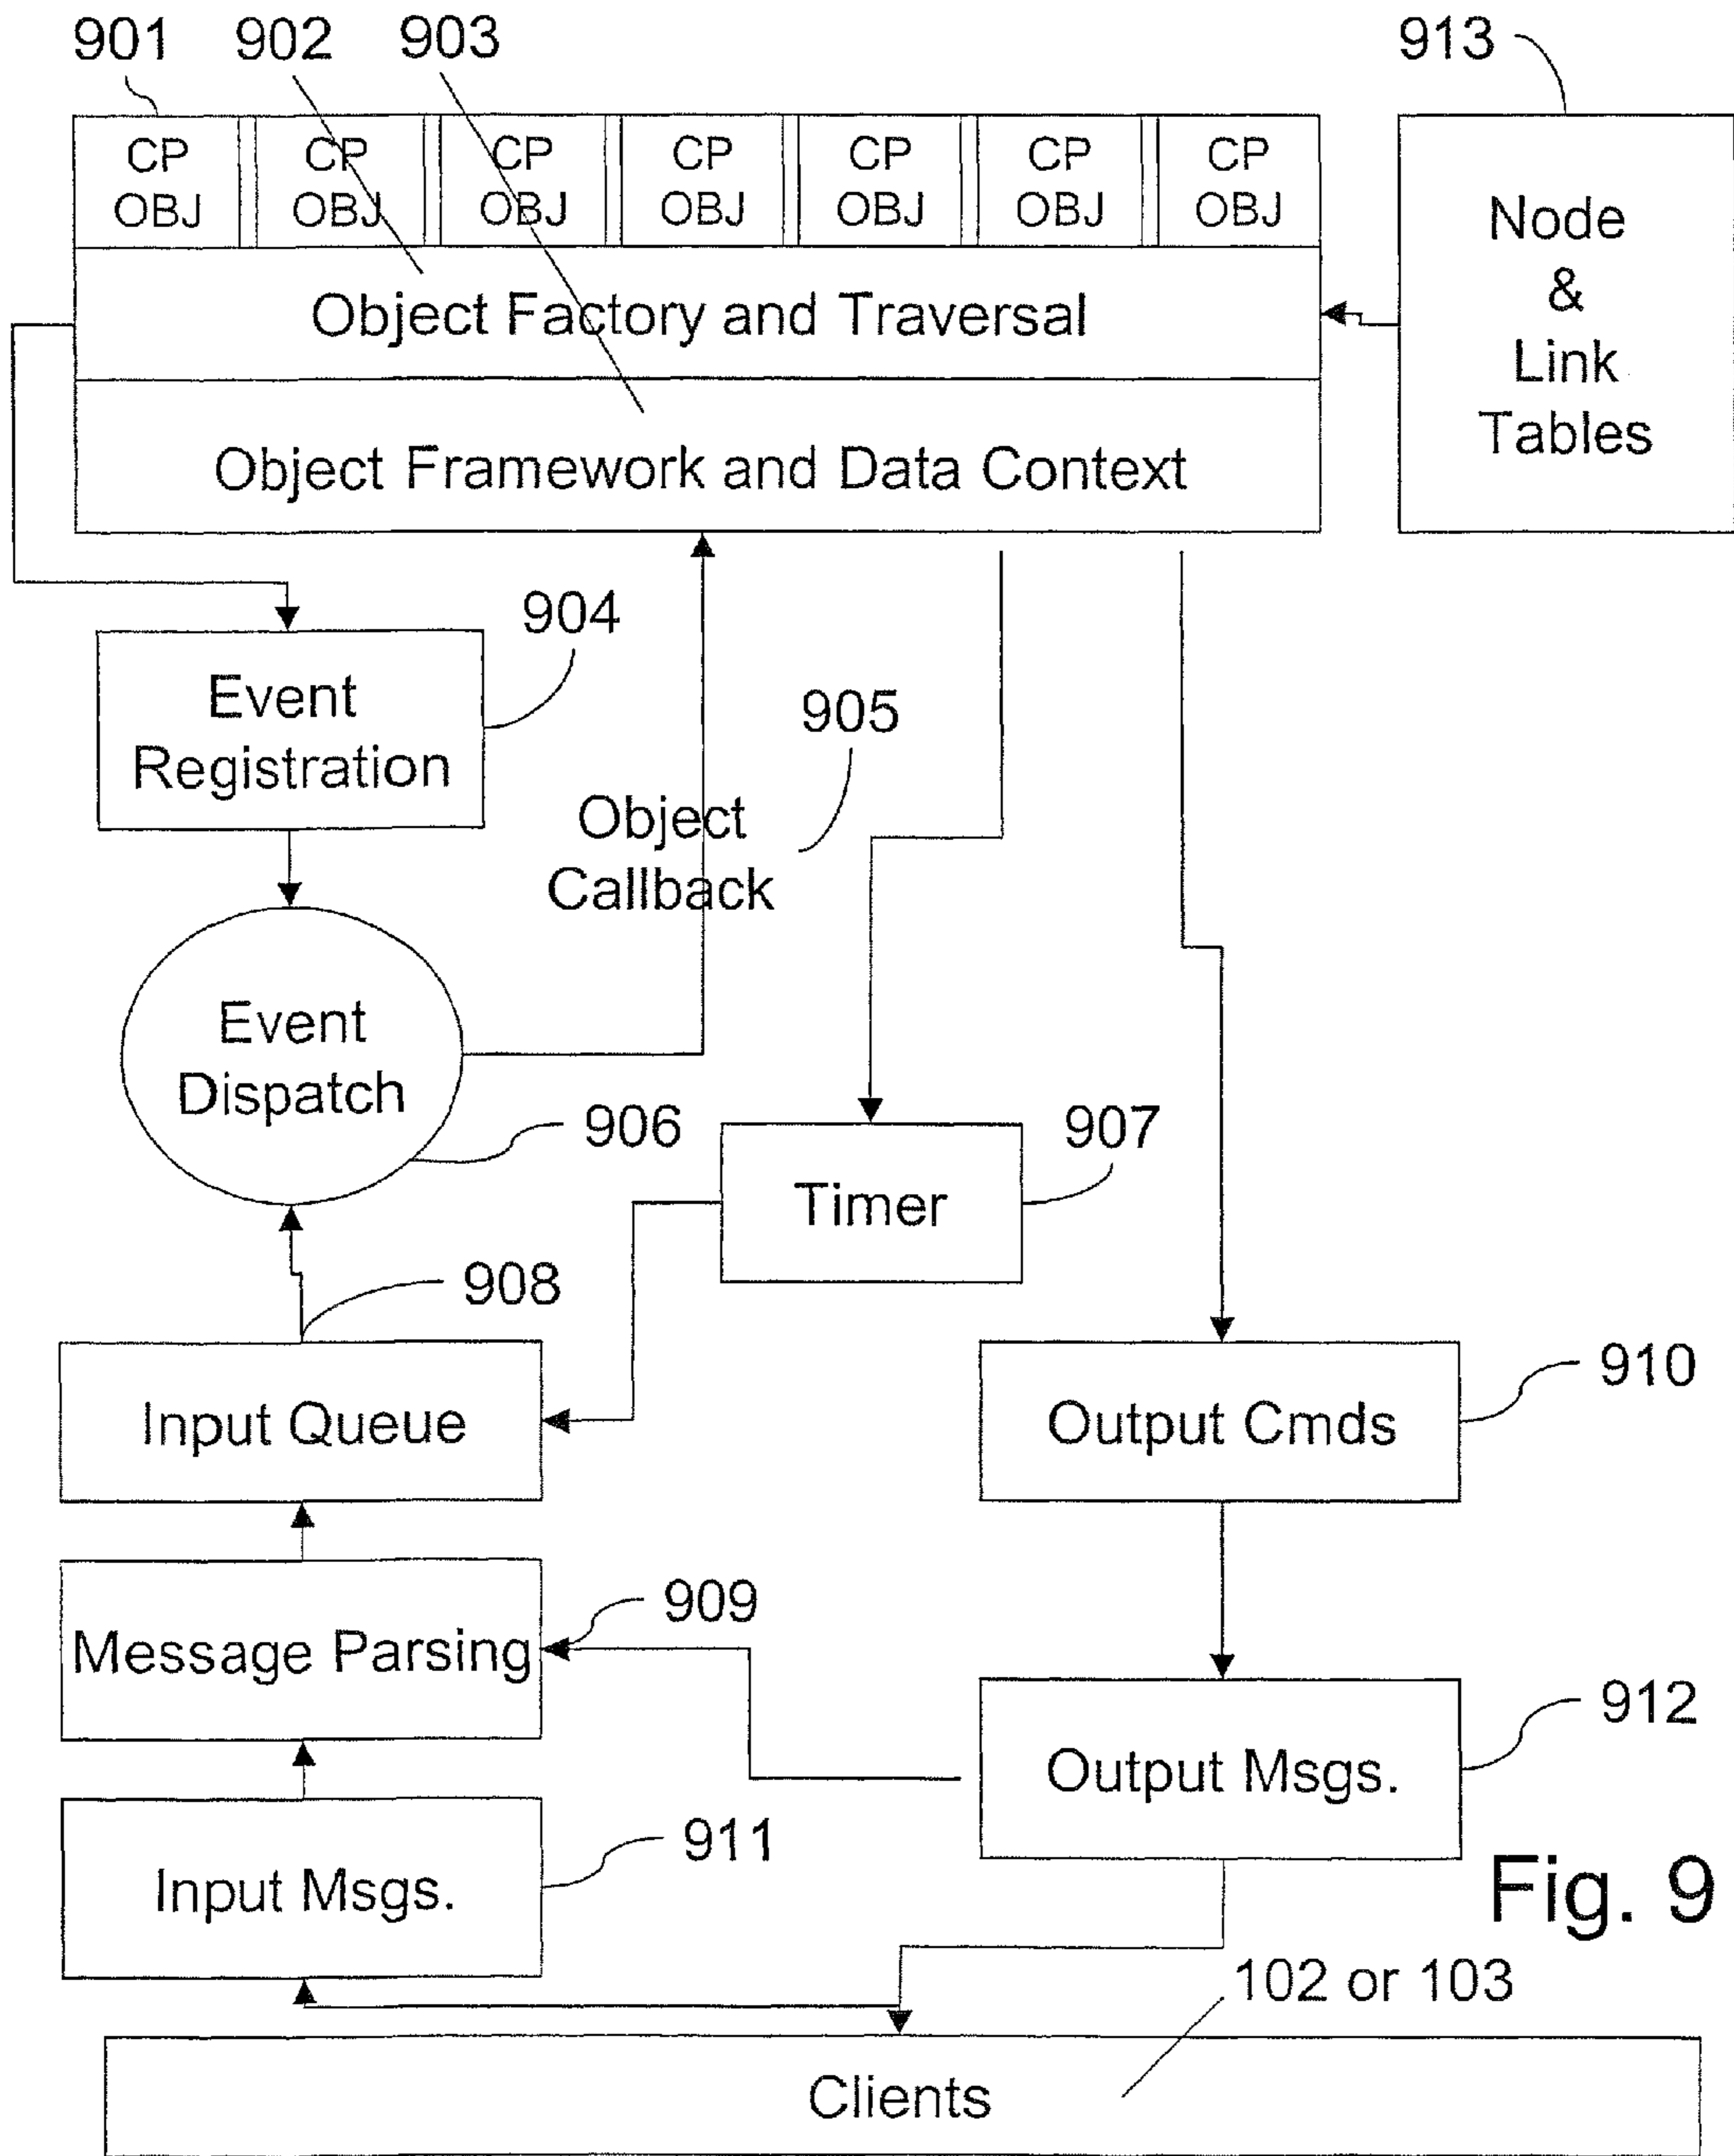 901 902 903 913
CP CP CP CP CP CP CP
OBJ OBJ OBJ OBJ OBJ OBJ OBJ
Node
&
Link
Tables
Object Factory and Traversal
Object Framework and Data Context
904
Event
Registration
905
Object
Callback
Event
Dispatch
906
907
Timer
908
Input Queue
910
Output Cmds
909
Message Parsing
912
Output Msgs.
911
Input Msgs.
Fig. 9
102 or 103
Clients